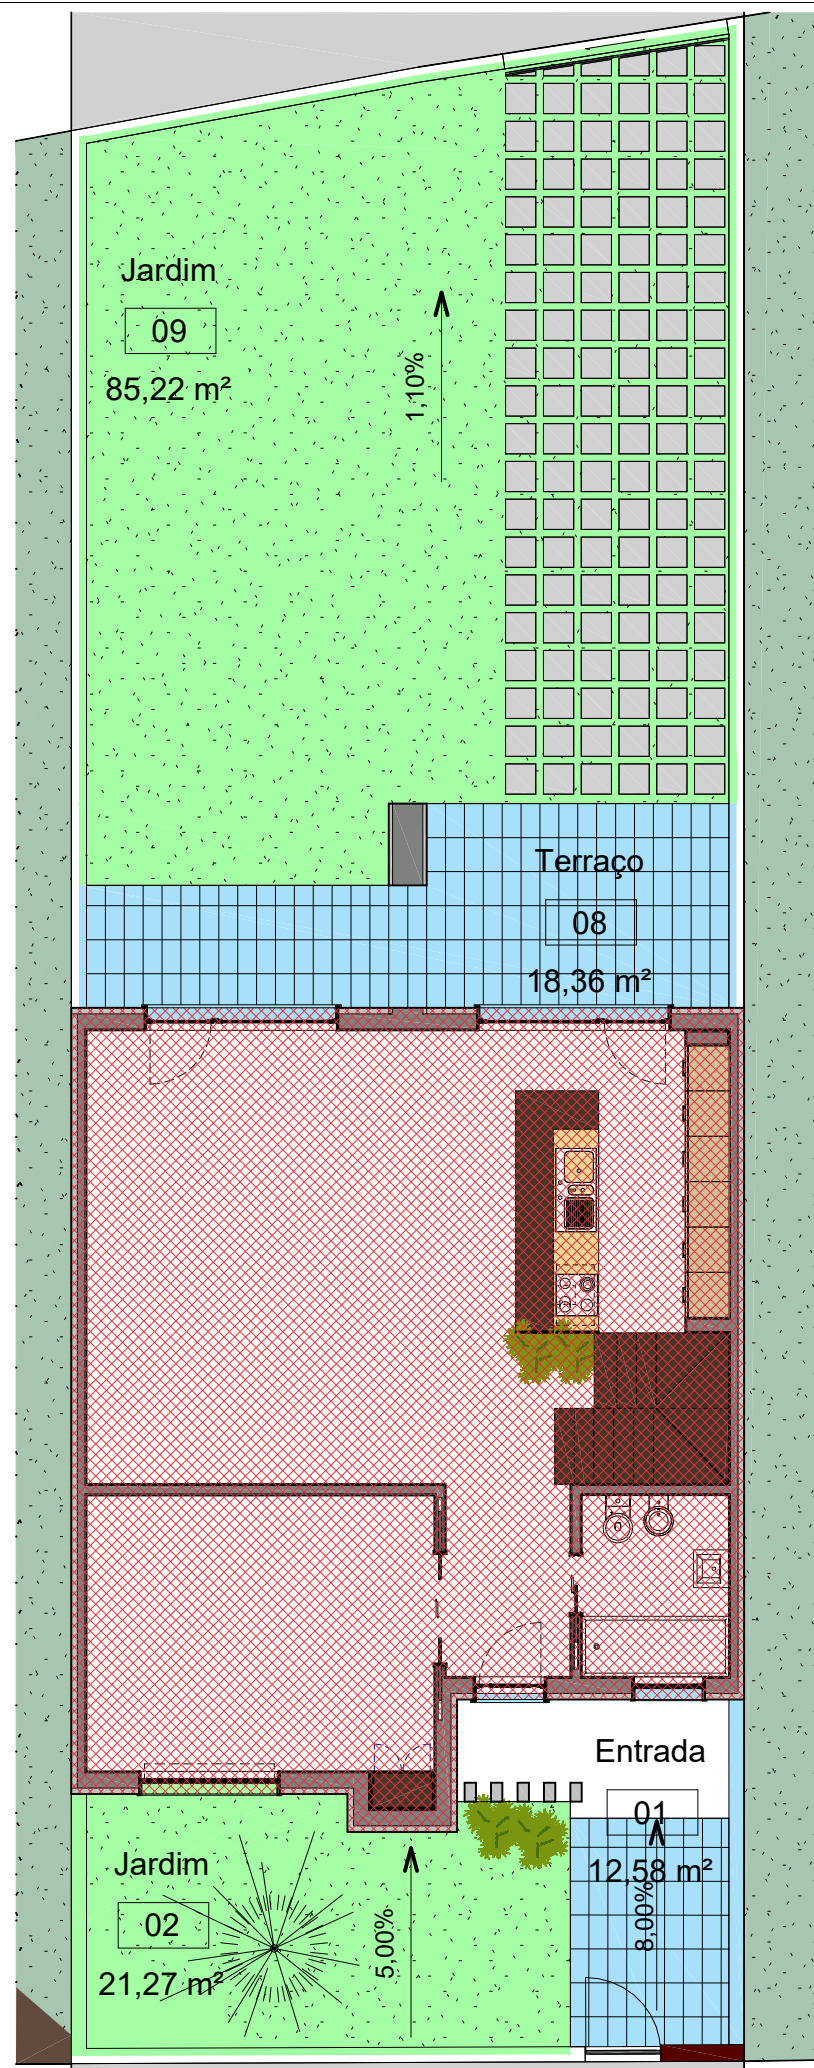 Jardim
09
85,22 m²
1,10%
Terraço
08
18,36 m²
Entrada
01
12,58 m²
8,00%
Jardim
02
21,27 m²
5,00%